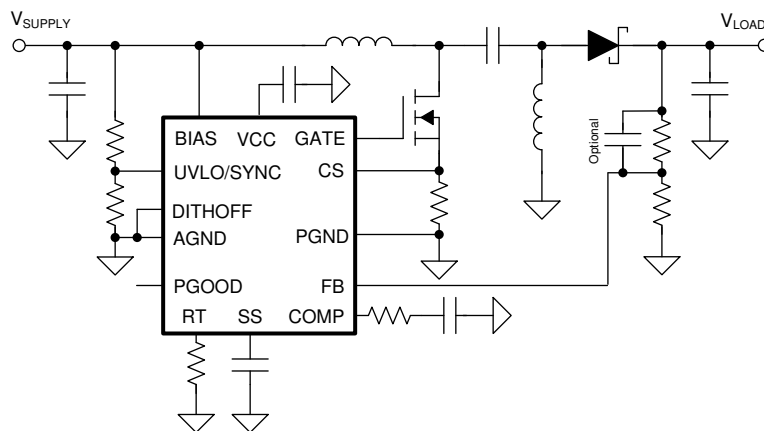 VSUPPLY
VLOAD
BIAS
VCC
GATE
UVLO/SYNC
CS
DITHOFF
AGND
PGND
PGOOD
FB
RT
SS
COMP
Optional